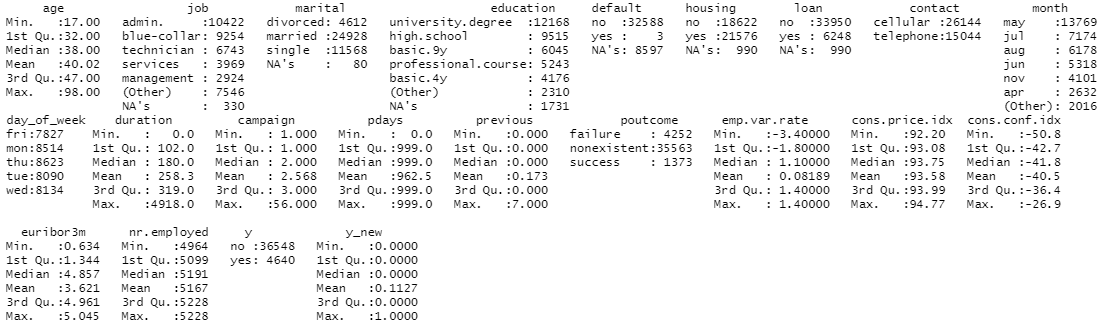 age job marital education default housing loan contact month
Min. :17.00 admin. :10422 divorced: 4612 university.degree :12168 no :32588 no :18622 no :33950 cellular :26144 may :13769
1st Qu.:32.00 blue-collar: 9254 married :24928 high.school : 9515 yes : 3 yes :21576 yes : 6248 telephone:15044 jul : 7174
Median :38.00 technician : 6743 single :11568 basic.9y : 6045 NA's: 8597 NA's: 990 NA's: 990 aug : 6178
Mean :40.02 services : 3969 NA's : 80 professional.course: 5243 jun : 5318
3rd Qu.:47.00 management : 2924 basic.4y : 4176 nov : 4101
Max. :98.00 (Other) : 7546 (Other) : 2310 apr : 2632
NA's : 330 NA's : 1731 (Other): 2016
day_of_week duration campaign pdays previous poutcome emp.var.rate cons.price.idx cons.conf.idx
fri:7827 Min. : 0.0 Min. : 1.000 Min. : 0.0 Min. :0.000 failure : 4252 Min. :-3.40000 Min. :92.20 Min. :-50.8
mon:8514 1st Qu.: 102.0 1st Qu.: 1.000 1st Qu.:999.0 1st Qu.:0.000 nonexistent:35563 1st Qu.:-1.80000 1st Qu.:93.08 1st Qu.:-42.7
thu:8623 Median : 180.0 Median : 2.000 Median :999.0 Median :0.000 success : 1373 Median : 1.10000 Median :93.75 Median :-41.8
tue:8090 Mean : 258.3 Mean : 2.568 Mean :962.5 Mean :0.173 Mean : 0.08189 Mean :93.58 Mean :-40.5
wed:8134 3rd Qu.: 319.0 3rd Qu.: 3.000 3rd Qu.:999.0 3rd Qu.:0.000 3rd Qu.: 1.40000 3rd Qu.:93.99 3rd Qu.:-36.4
Max. :4918.0 Max. :56.000 Max. :999.0 Max. :7.000 Max. : 1.40000 Max. :94.77 Max. :-26.9
euribor3m nr.employed y y_new
Min. :0.634 Min. :4964 no :36548 Min. :0.0000
1st Qu.:1.344 1st Qu.:5099 yes: 4640 1st Qu.:0.0000
Median :4.857 Median :5191 Median :0.0000
Mean :3.621 Mean :5167 Mean :0.1127
3rd Qu.:4.961 3rd Qu.:5228 3rd Qu.:0.0000
Max. :5.045 Max. :5228 Max. :1.0000